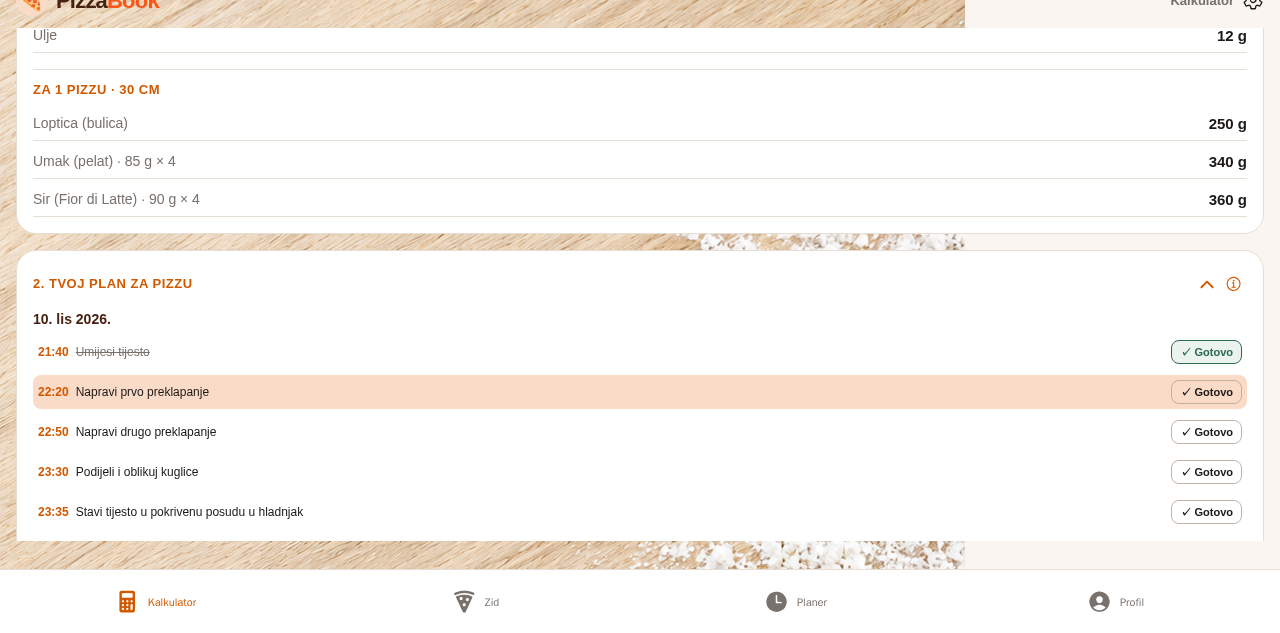 PizzaBook
Kalkulator
Ulje 12 g
ZA 1 PIZZU · 30 CM
Loptica (bulica) 250 g
Umak (pelat) · 85 g × 4 340 g
Sir (Fior di Latte) · 90 g × 4 360 g
2. TVOJ PLAN ZA PIZZU
10. lis 2026.
21:40 Umijesi tijesto ✓ Gotovo
22:20 Napravi prvo preklapanje ✓ Gotovo
22:50 Napravi drugo preklapanje ✓ Gotovo
23:30 Podijeli i oblikuj kuglice ✓ Gotovo
23:35 Stavi tijesto u pokrivenu posudu u hladnjak ✓ Gotovo
Kalkulator Zid Planer Profil